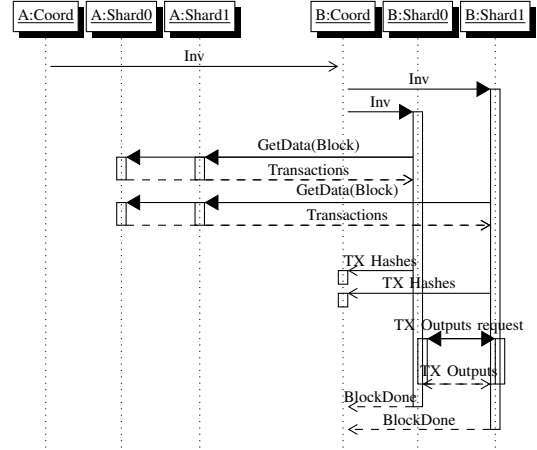 A:Coord A:Shard0 A:Shard1 B:Coord B:Shard0 B:Shard1
Inv
Inv
Inv
GetData(Block)
Transactions
GetData(Block)
Transactions
TX Hashes
TX Hashes
TX Outputs request
TX Outputs
BlockDone
BlockDone